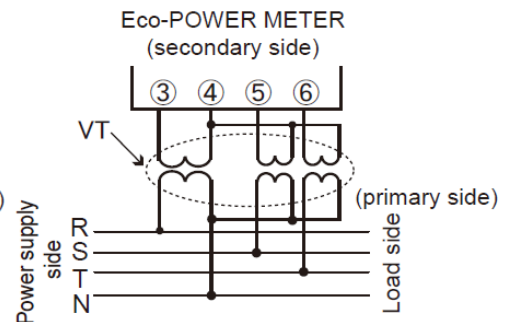 Eco-POWER METER
(secondary side)
③ ④ ⑤ ⑥
VT
)
(primary side)
Power supply
side
R
S
T
N
Load side